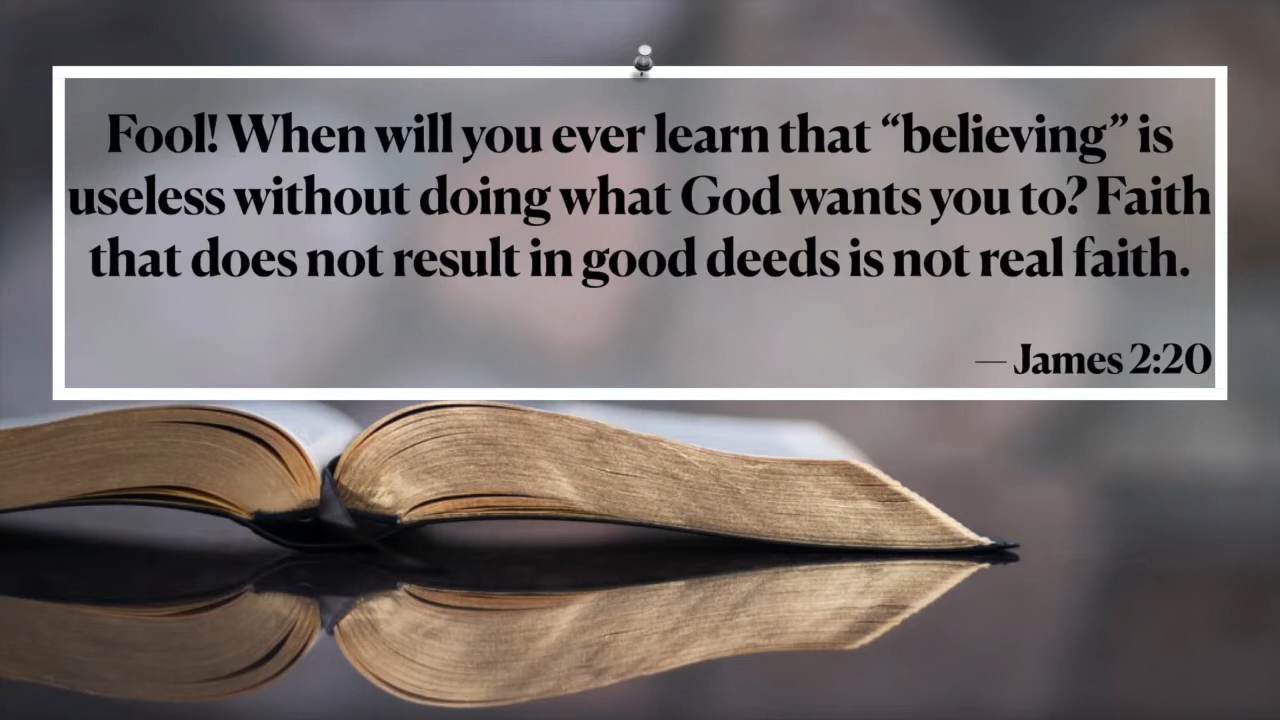 Fool! When will you ever learn that “believing” is
useless without doing what God wants you to? Faith
that does not result in good deeds is not real faith.
— James 2:20